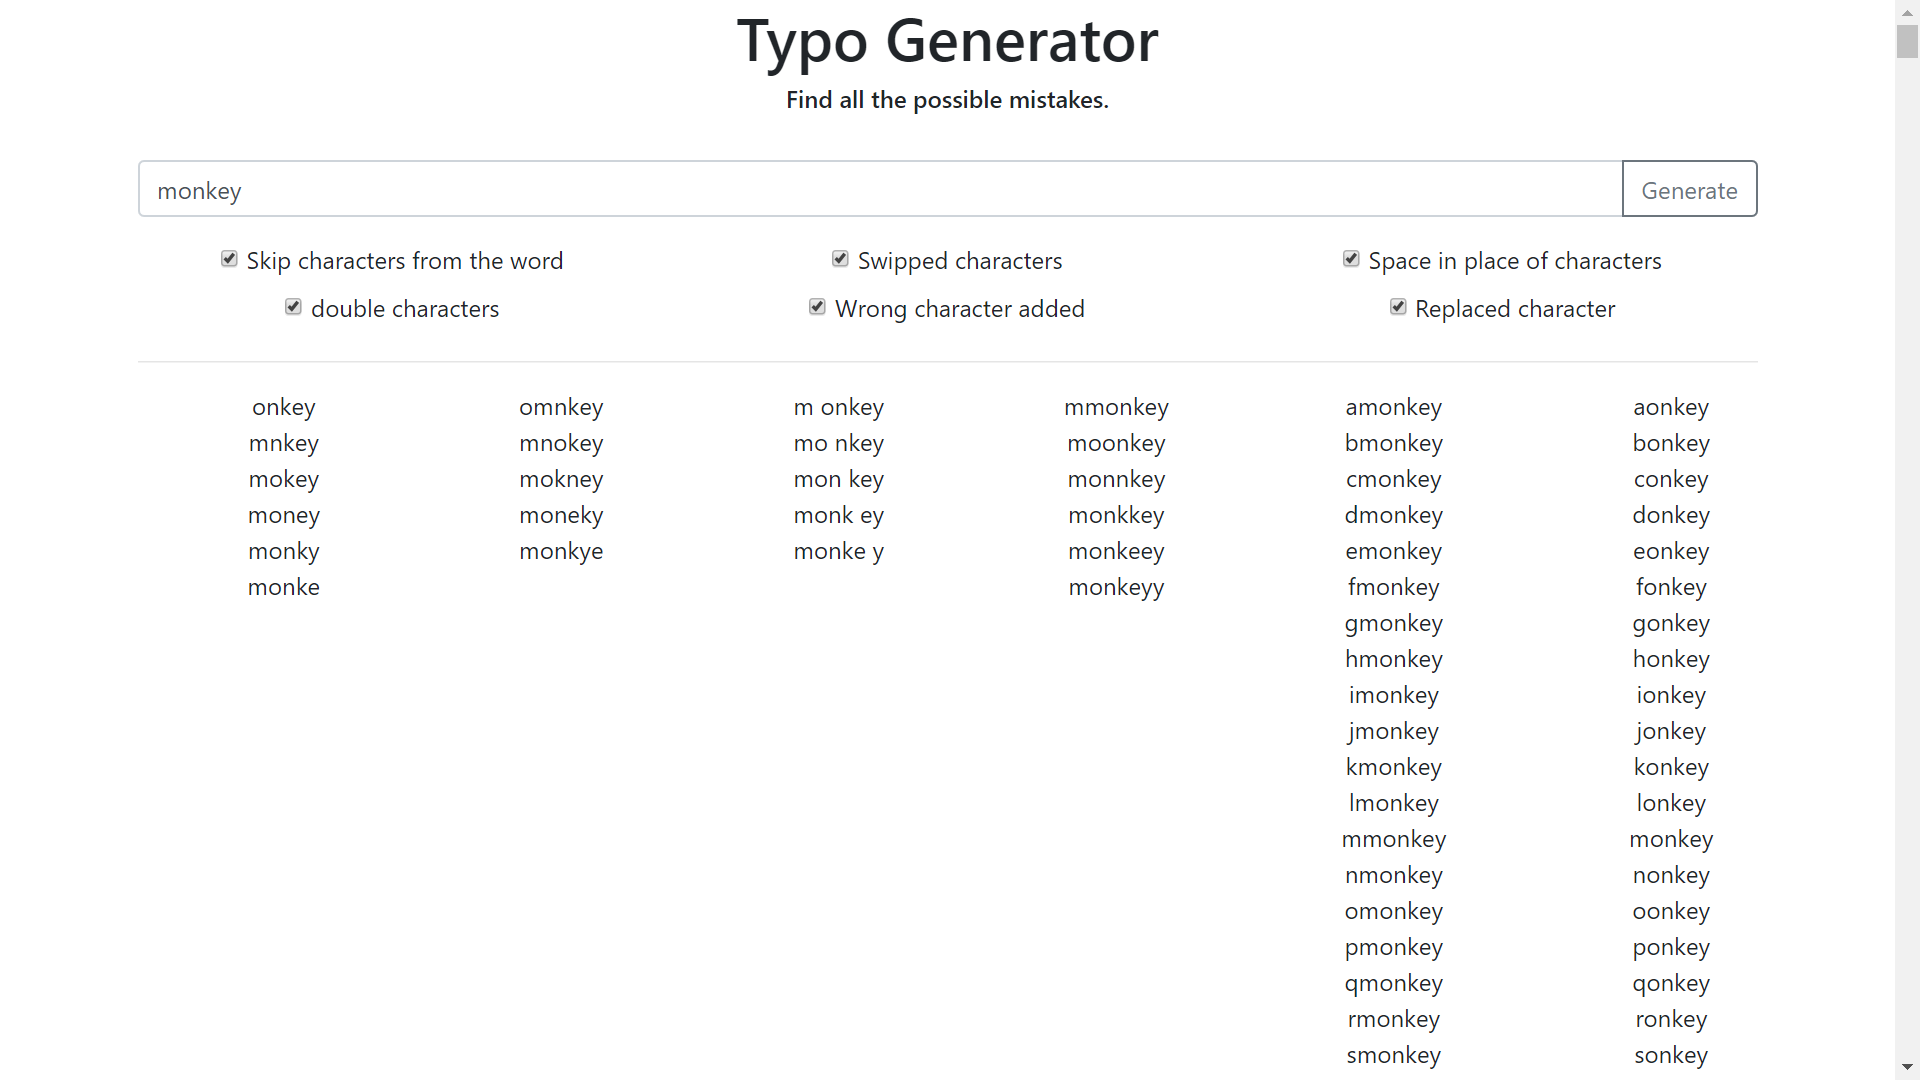 Typo Generator
Find all the possible mistakes.
monkey
Generate
Skip characters from the word
Swipped characters
Space in place of characters
double characters
Wrong character added
Replaced character
onkey omnkey m onkey mmonkey amonkey aonkey
mnkey mnokey mo nkey moonkey bmonkey bonkey
mokey mokney mon key monnkey cmonkey conkey
money moneky monk ey monkkey dmonkey donkey
monky monkye monke y monkeey emonkey eonkey
monke monkeyy fmonkey fonkey
gmonkey gonkey
hmonkey honkey
imonkey ionkey
jmonkey jonkey
kmonkey konkey
lmonkey lonkey
mmonkey monkey
nmonkey nonkey
omonkey oonkey
pmonkey ponkey
qmonkey qonkey
rmonkey ronkey
smonkey sonkey